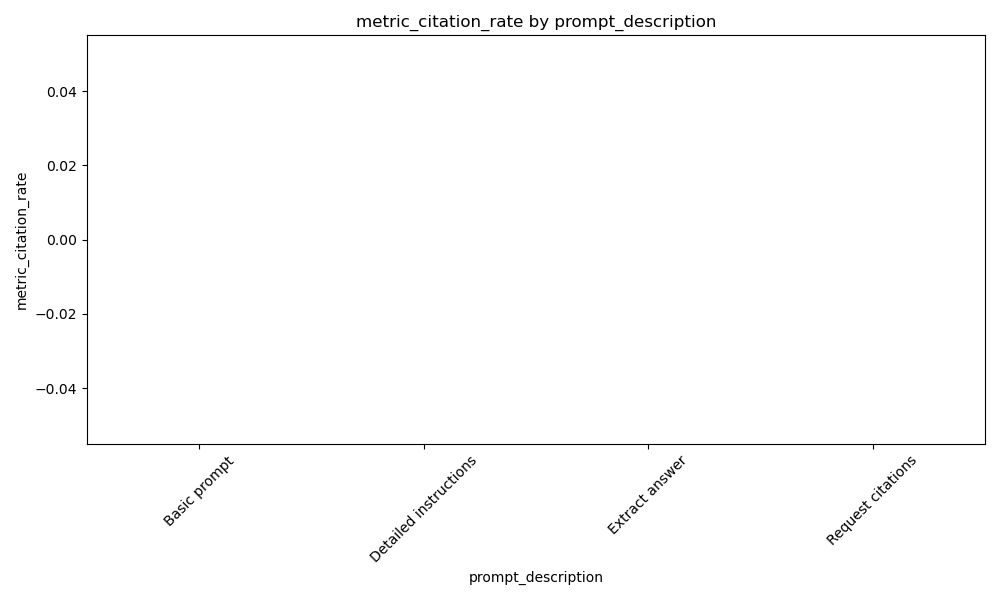 metric_citation_rate by prompt_description
metric_citation_rate
0.04
0.02
0.00
−0.02
−0.04
Basic prompt
Detailed instructions
Extract answer
Request citations
prompt_description